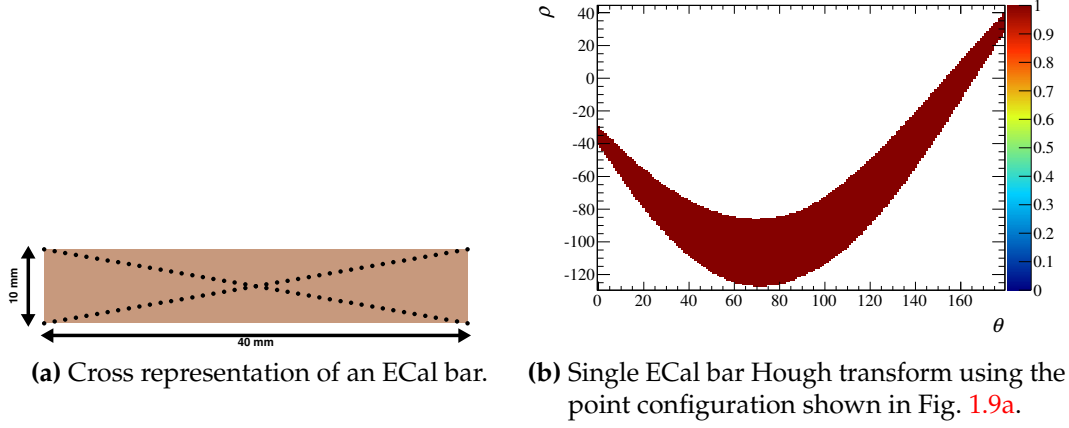 10 mm
40 mm
(a) Cross representation of an ECal bar.
ρ
40
20
0
-20
-40
-60
-80
-100
-120
0 20 40 60 80 100 120 140 160
θ
1
0.9
0.8
0.7
0.6
0.5
0.4
0.3
0.2
0.1
0
(b) Single ECal bar Hough transform using the
point configuration shown in Fig. 1.9a.